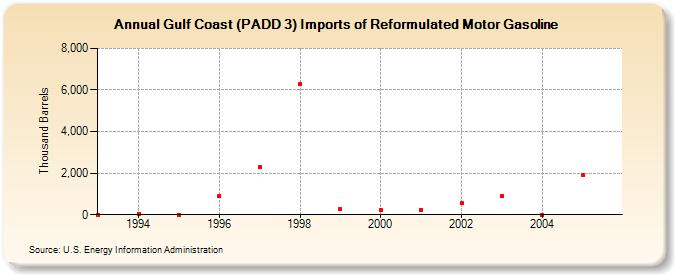 Annual Gulf Coast (PADD 3) Imports of Reformulated Motor Gasoline
Thousand Barrels
8,000
6,000
4,000
2,000
0
1994 1996 1998 2000 2002 2004
Source: U.S. Energy Information Administration